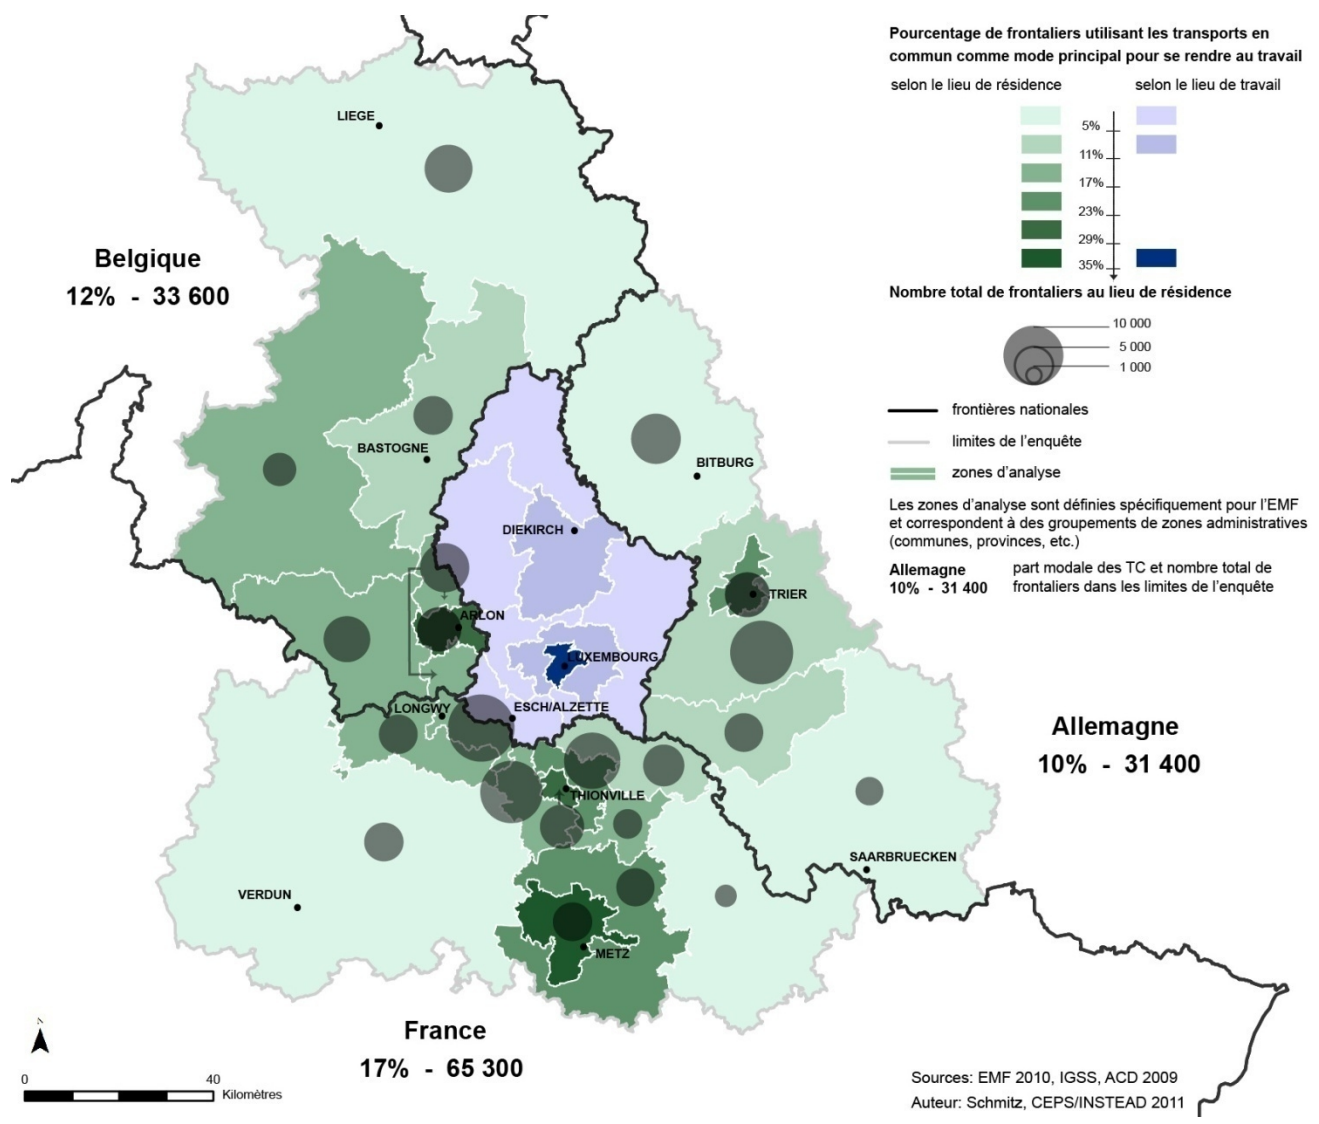 Pourcentage de frontaliers utilisant les transports en
commun comme mode principal pour se rendre au travail
selon le lieu de résidence
selon le lieu de travail
5%
11%
17%
23%
29%
35%
Nombre total de frontaliers au lieu de résidence
10 000
5 000
1 000
frontières nationales
limites de l'enquête
zones d'analyse
Les zones d'analyse sont définies spécifiquement pour l'EMF
et correspondent à des groupements de zones administratives
(communes, provinces, etc.)
Allemagne
10% - 31 400
part modale des TC et nombre total de
frontaliers dans les limites de l'enquête
LIEGE
Belgique
12% - 33 600
BASTOGNE
BITBURG
DIEKIRCH
TRIER
ARLON
LUXEMBOURG
LONGWY
ESCH/ALZETTE
Allemagne
10% - 31 400
THIONVILLE
SAARBRUECKEN
VERDUN
METZ
France
17% - 65 300
N
0
40
Kilomètres
Sources: EMF 2010, IGSS, ACD 2009
Auteur: Schmitz, CEPS/INSTEAD 2011